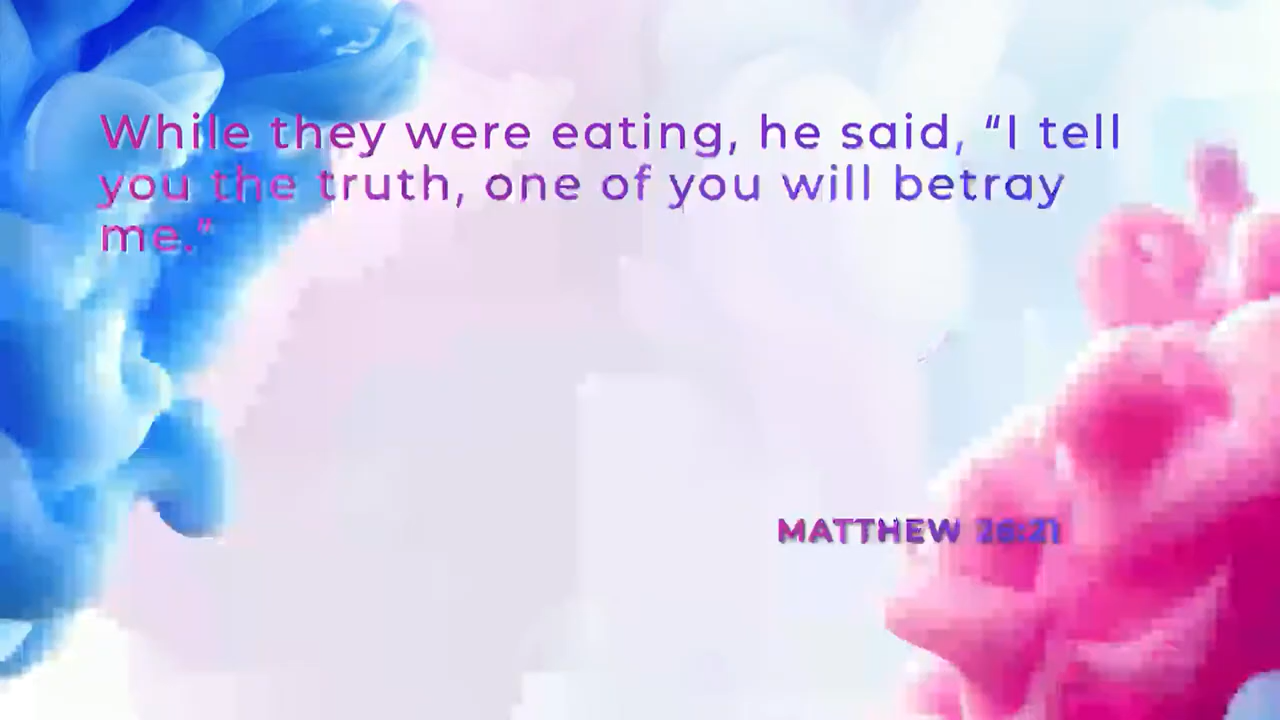 While they were eating, he said, “I tell
you the truth, one of you will betray
me.”
MATTHEW 26:21